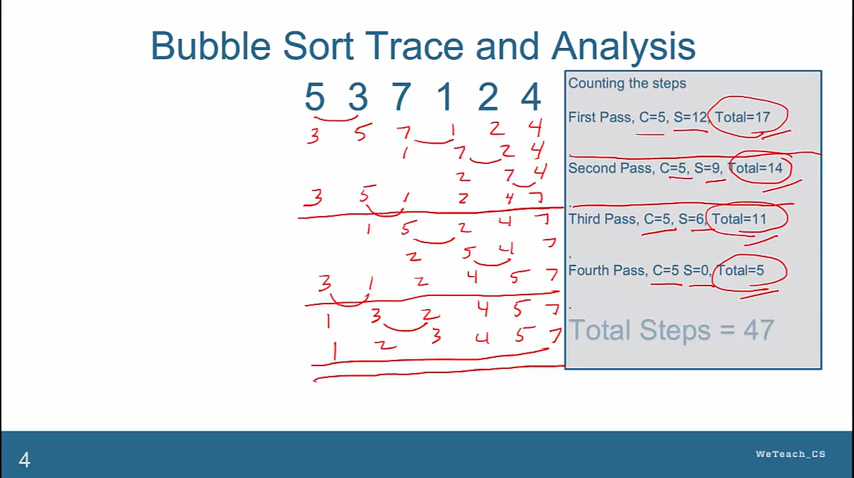 Bubble Sort Trace and Analysis
5 3 7 1 2 4
3 5 7 1 2 4
1 7 2 4
2 7 4
3 5 1 2 4 7
1 5 2 4 7
2 5 4 7
3 1 2 4 5 7
1 3 2 4 5 7
1 2 3 4 5 7
Counting the steps
First Pass, C=5, S=12, Total=17
.
Second Pass, C=5, S=9, Total=14
.
Third Pass, C=5, S=6, Total=11
.
Fourth Pass, C=5 S=0, Total=5
.
Total Steps = 47
4
WeTeach_CS